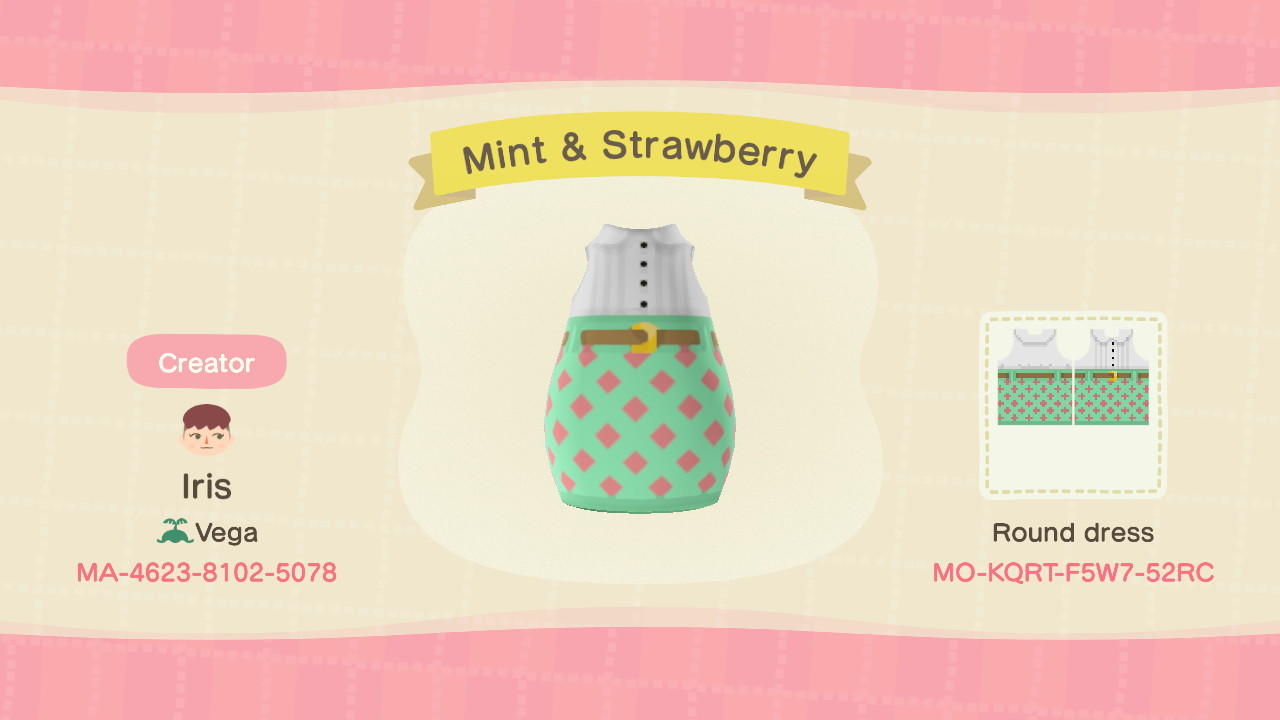 Mint & Strawberry
Creator
Iris
Vega
MA-4623-8102-5078
Round dress
MO-KQRT-F5W7-52RC